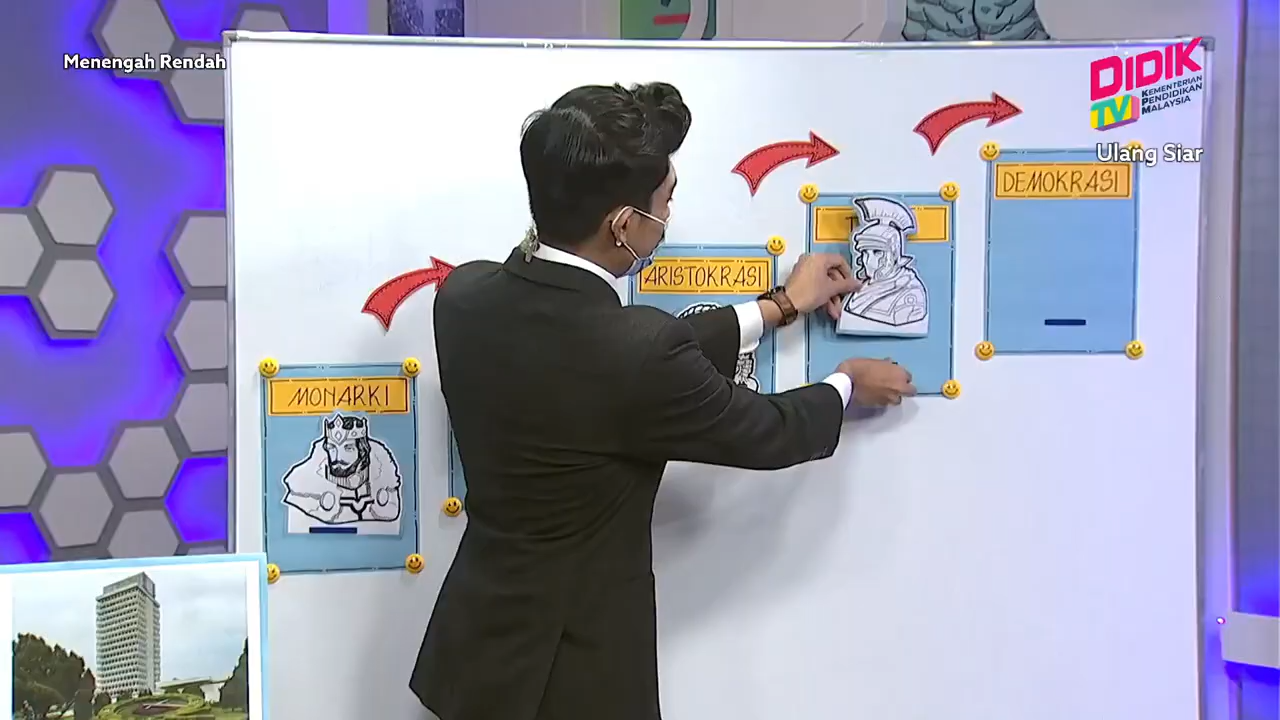 Menengah Rendah
DIDIK
TV
KEMENTERIAN
PENDIDIKAN
MALAYSIA
Ulang Siar
DEMOKRASI
ARISTOKRASI
MONARKI